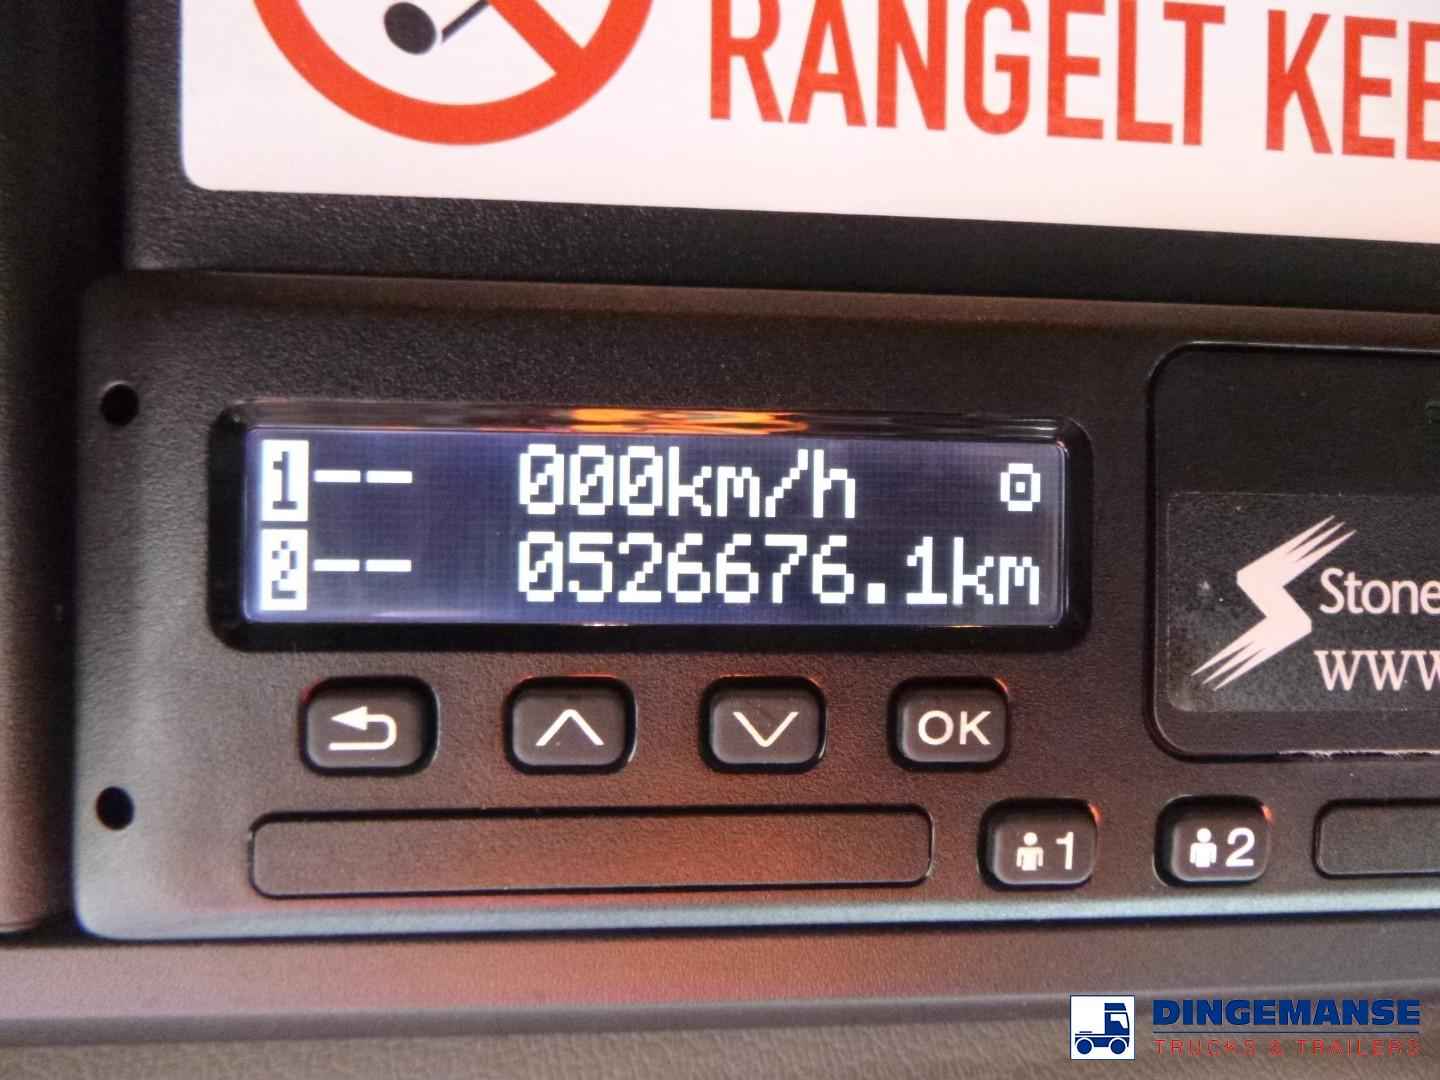 RANGELT KEE
1-- 000km/h
2-- 0526676.1km
Stone
www
OK
1
2
DINGEMANSE
TRUCKS & TRAILERS